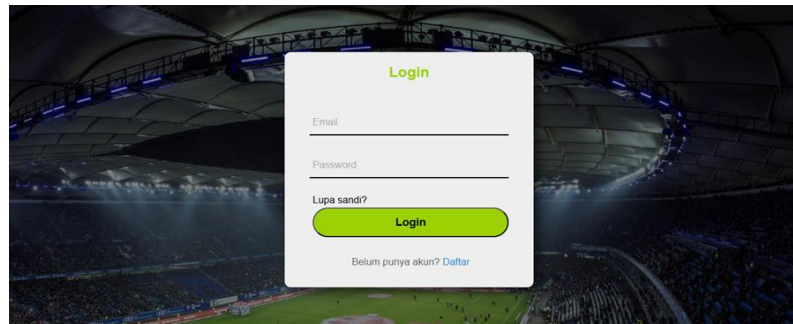 Login
Email
Password
Lupa sandi?
Login
Belum punya akun? Daftar